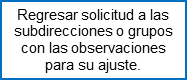 Regresar solicitud a las
subdirecciones o grupos
con las observaciones
para su ajuste.